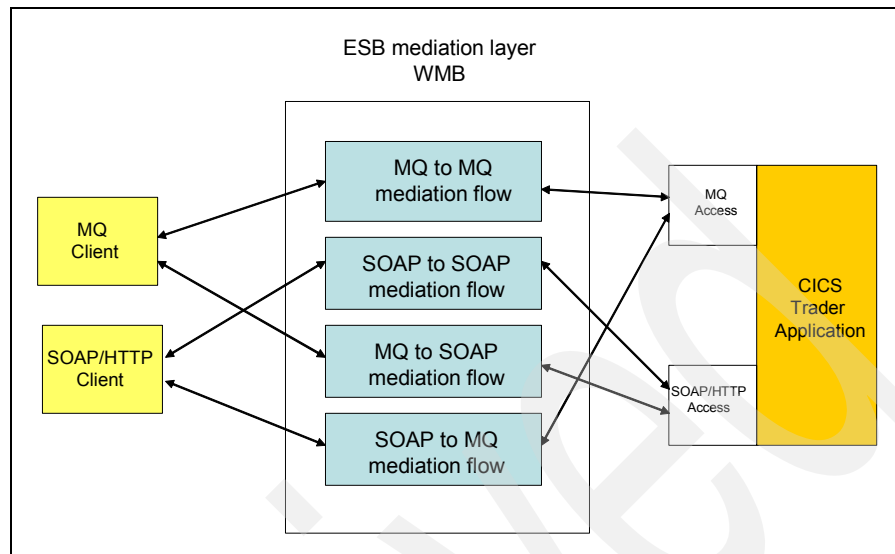 ESB mediation layer
WMB
MQ to MQ
mediation flow
MQ
Client
SOAP to SOAP
mediation flow
SOAP/HTTP
Client
MQ to SOAP
mediation flow
SOAP to MQ
mediation flow
MQ
Access
CICS
Trader
Application
SOAP/HTTP
Access